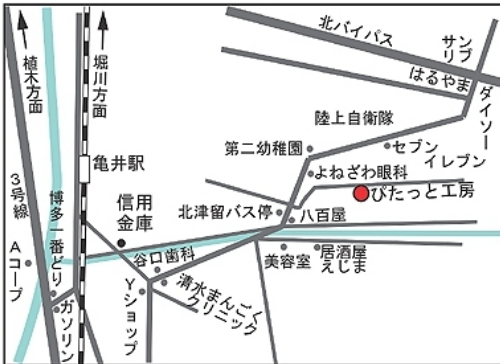 北バイパス
サンリブ
はるやま
ダイソー
植木方面
堀川方面
陸上自衛隊
セブン
イレブン
第二幼稚園
よねざわ眼科
ぴたっと工房
亀井駅
3号線
博多一番どり
信用
金庫
北津留バス停
八百屋
Aコープ
谷口歯科
美容室
居酒屋
えじま
Yショップ
清水まんごく
クリニック
ガソリン